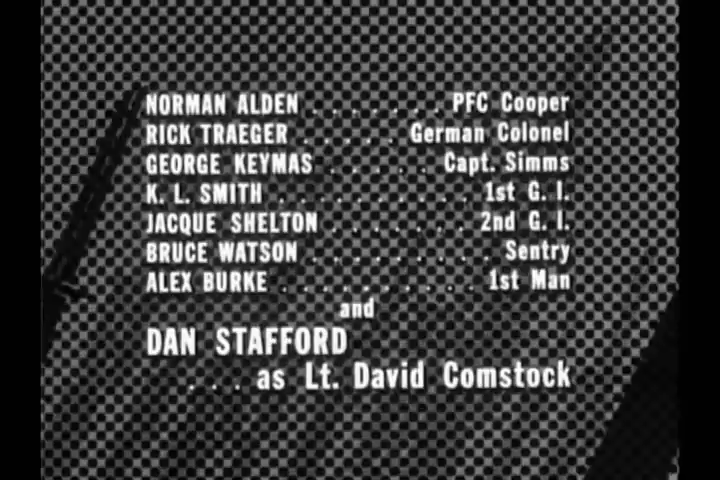 NORMAN ALDEN . . . . . . . PFC Cooper
RICK TRAEGER . . . . . German Colonel
GEORGE KEYMAS . . . . . Capt. Simms
K. L. SMITH . . . . . . . . . . 1st G. I.
JACQUE SHELTON . . . . . . . 2nd G. I.
BRUCE WATSON . . . . . . . . . Sentry
ALEX BURKE . . . . . . . . . . 1st Man
and
DAN STAFFORD
. . . as Lt. David Comstock